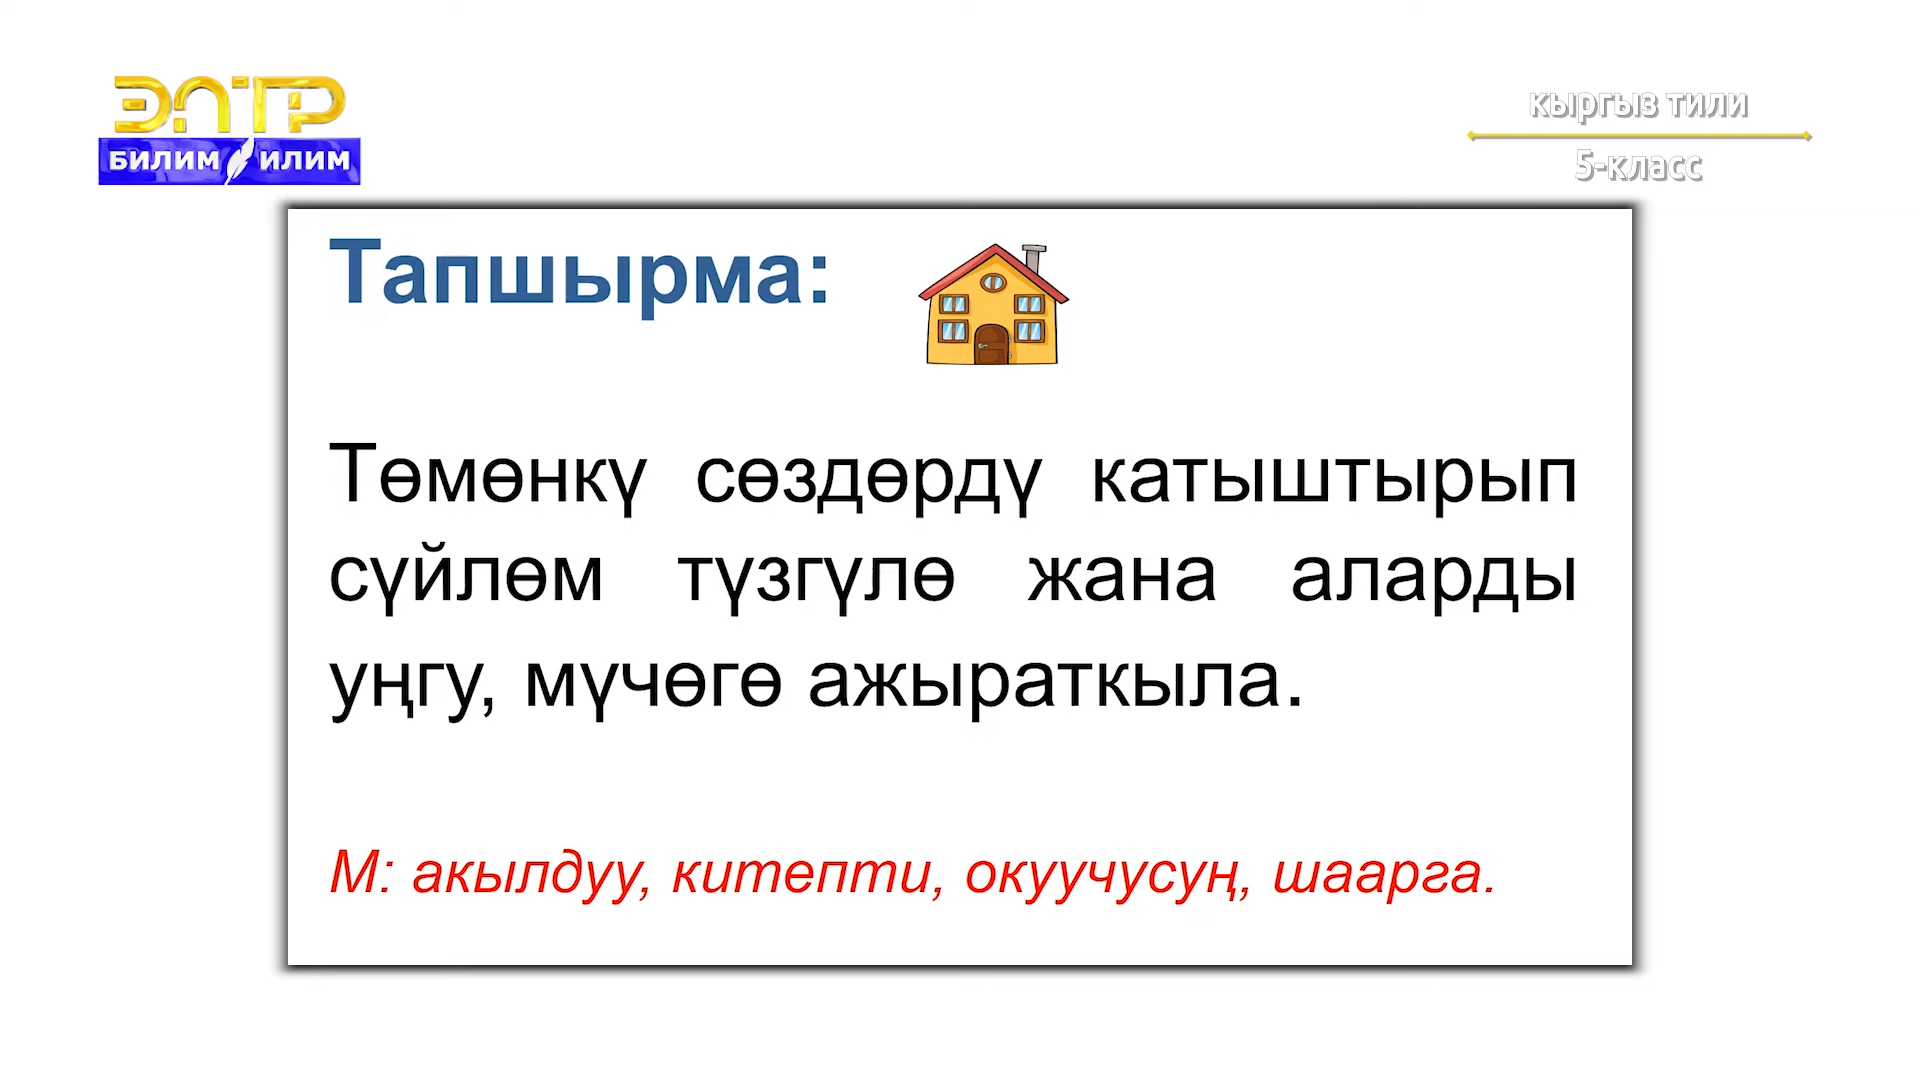 ЭЛТР
БИЛИМ ИЛИМ
кыргыз тили
5-класс
Тапшырма:
Төмөнкү сөздөрдү катыштырып
сүйлөм түзгүлө жана аларды
уңгу, мүчөгө ажыраткыла.
М: акылдуу, китепти, окуучусуң, шаарга.